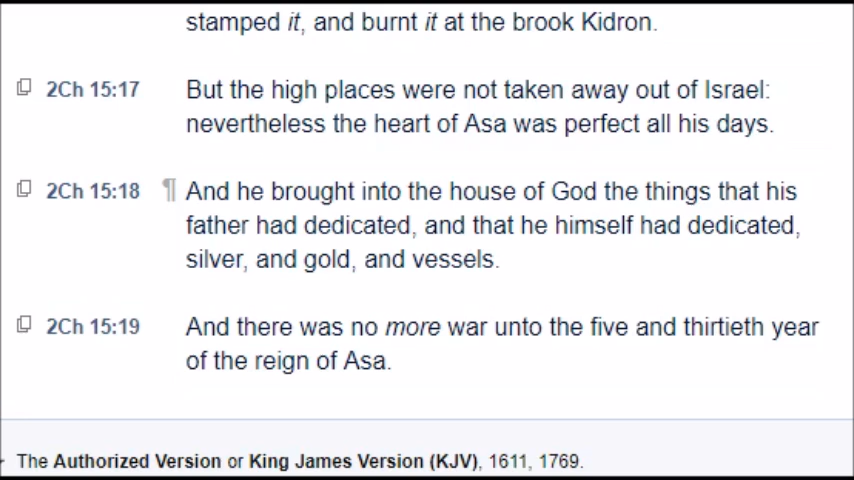 stamped it, and burnt it at the brook Kidron.
2Ch 15:17 But the high places were not taken away out of Israel:
nevertheless the heart of Asa was perfect all his days.
2Ch 15:18 ¶ And he brought into the house of God the things that his
father had dedicated, and that he himself had dedicated,
silver, and gold, and vessels.
2Ch 15:19 And there was no more war unto the five and thirtieth year
of the reign of Asa.
The Authorized Version or King James Version (KJV), 1611, 1769.